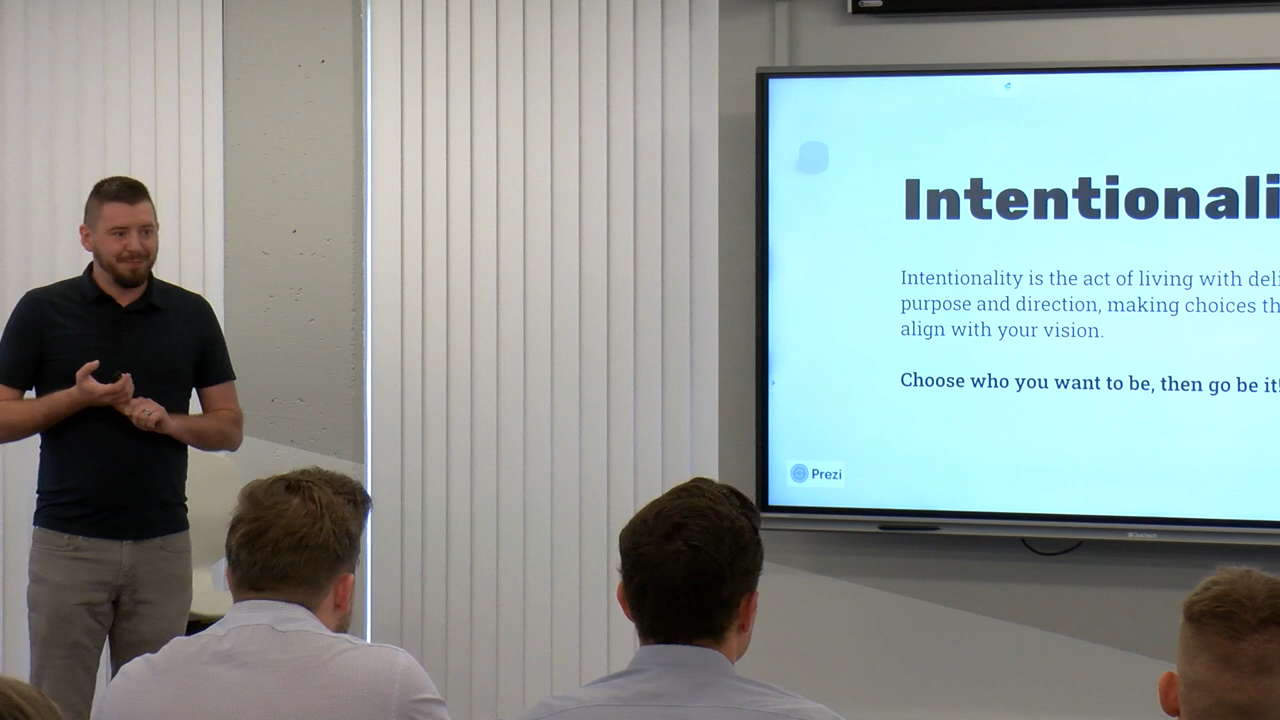 Intentionali
Intentionality is the act of living with deli
purpose and direction, making choices th
align with your vision.
Choose who you want to be, then go be it!
Prezi